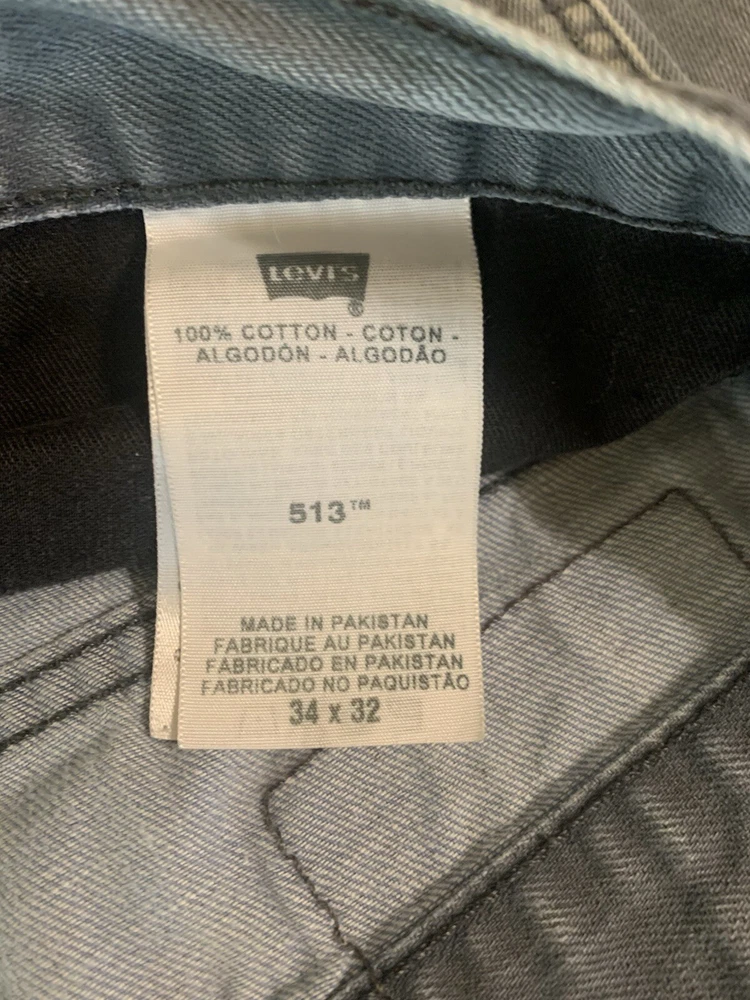 LEVI'S
®
100% COTTON - COTON -
ALGODÓN - ALGODÃO
513™
MADE IN PAKISTAN
FABRIQUE AU PAKISTAN
FABRICADO EN PAKISTAN
FABRICADO NO PAQUISTÃO
34 x 32